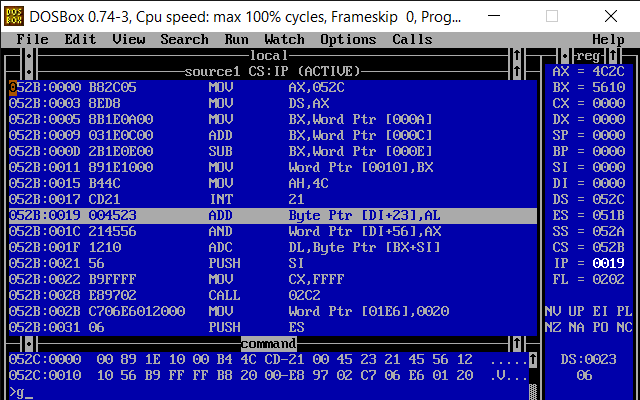 DOSBox 0.74-3, Cpu speed: max 100% cycles, Frameskip 0, Prog...
File Edit View Search Run Watch Options Calls Help
local
reg
source1 CS:IP (ACTIVE)
052B:0000 B82C05 MOV AX,052C
052B:0003 8ED8 MOV DS,AX
052B:0005 8B1E0A00 MOV BX,Word Ptr [000A]
052B:0009 031E0C00 ADD BX,Word Ptr [000C]
052B:000D 2B1E0E00 SUB BX,Word Ptr [000E]
052B:0011 891E1000 MOV Word Ptr [0010],BX
052B:0015 B44C MOV AH,4C
052B:0017 CD21 INT 21
052B:0019 004523 ADD Byte Ptr [DI+23],AL
052B:001C 214556 AND Word Ptr [DI+56],AX
052B:001F 1210 ADC DL,Byte Ptr [BX+SI]
052B:0021 56 PUSH SI
052B:0022 B9FFFF MOV CX,FFFF
052B:0028 E89702 CALL 02C2
052B:002B C706E6012000 MOV Word Ptr [01E6],0020
052B:0031 06 PUSH ES
AX = 4C2C
BX = 5610
CX = 0000
DX = 0000
SP = 0000
BP = 0000
SI = 0000
DI = 0000
DS = 052C
ES = 051B
SS = 052A
CS = 052B
IP = 0019
FL = 0202
NV UP EI PL
NZ NA PO NC
DS:0023
06
command
052C:0000 00 89 1E 10 00 B4 4C CD-21 00 45 23 21 45 56 12 .....
052C:0010 10 56 B9 FF FF B8 20 00-E8 97 02 C7 06 E6 01 20 .V...
>g_